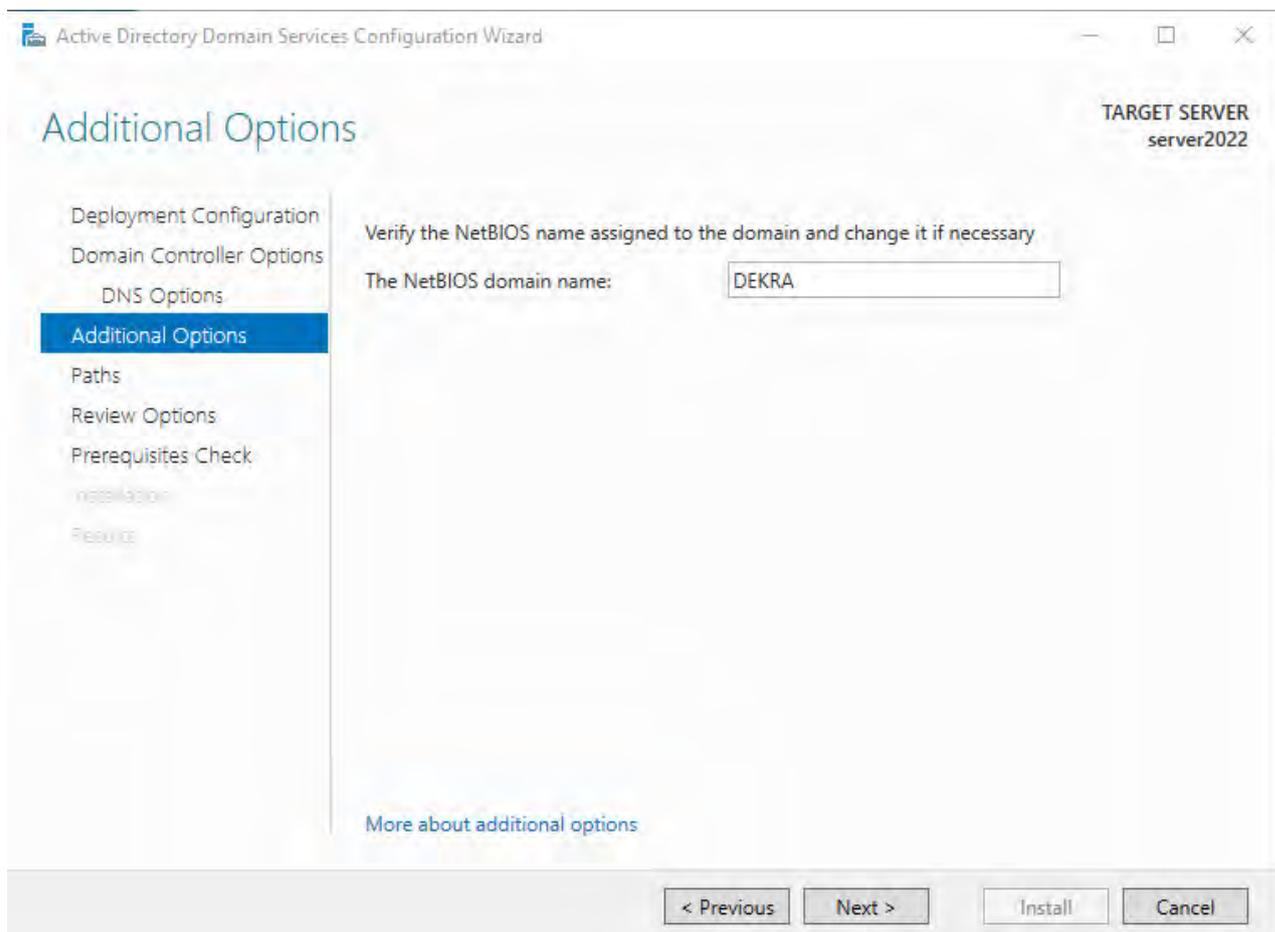 Active Directory Domain Services Configuration Wizard
Additional Options
TARGET SERVER
server2022
Deployment Configuration
Domain Controller Options
DNS Options
Additional Options
Paths
Review Options
Prerequisites Check
Installation
Results
Verify the NetBIOS name assigned to the domain and change it if necessary
The NetBIOS domain name:
DEKRA
More about additional options
< Previous
Next >
Install
Cancel